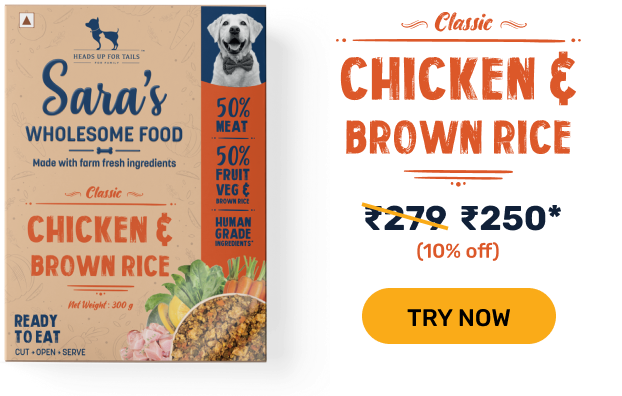 HEADS UP FOR TAILS
PAW FAMILY
Sara's
WHOLESOME FOOD
Made with farm fresh ingredients
Classic
CHICKEN &
BROWN RICE
Net Weight : 300 g
READY
TO EAT
CUT • OPEN • SERVE
50%
MEAT
50%
FRUIT
VEG &
BROWN RICE
HUMAN
GRADE
INGREDIENTS*
Classic
CHICKEN &
BROWN RICE
₹279 ₹250*
(10% off)
TRY NOW